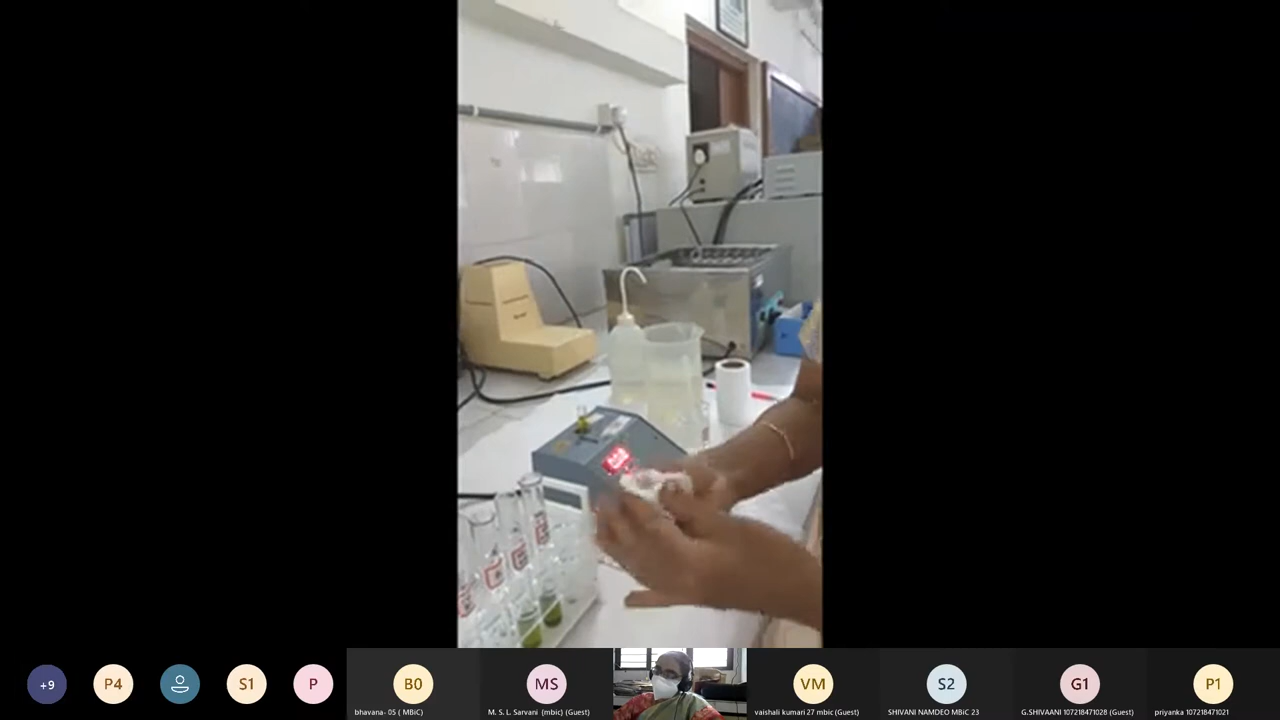 +9
P4
S1
P
B0
bhavana- 05 ( MBiC)
MS
M. S. L. Sarvani (mbic) (Guest)
VM
vaishali kumari 27 mbic (Guest)
S2
SHIVANI NAMDEO MBiC 23
G1
G.SHIVAANI 107218471028 (Guest)
P1
priyanka 107218471021